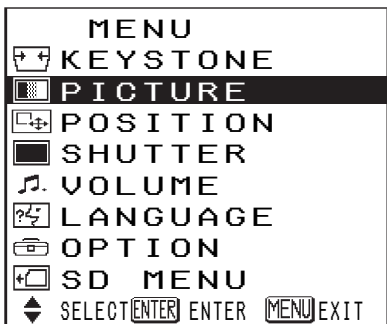 MENU
KEYSTONE
PICTURE
POSITION
SHUTTER
VOLUME
LANGUAGE
OPTION
SD MENU
SELECT ENTER ENTER MENU EXIT